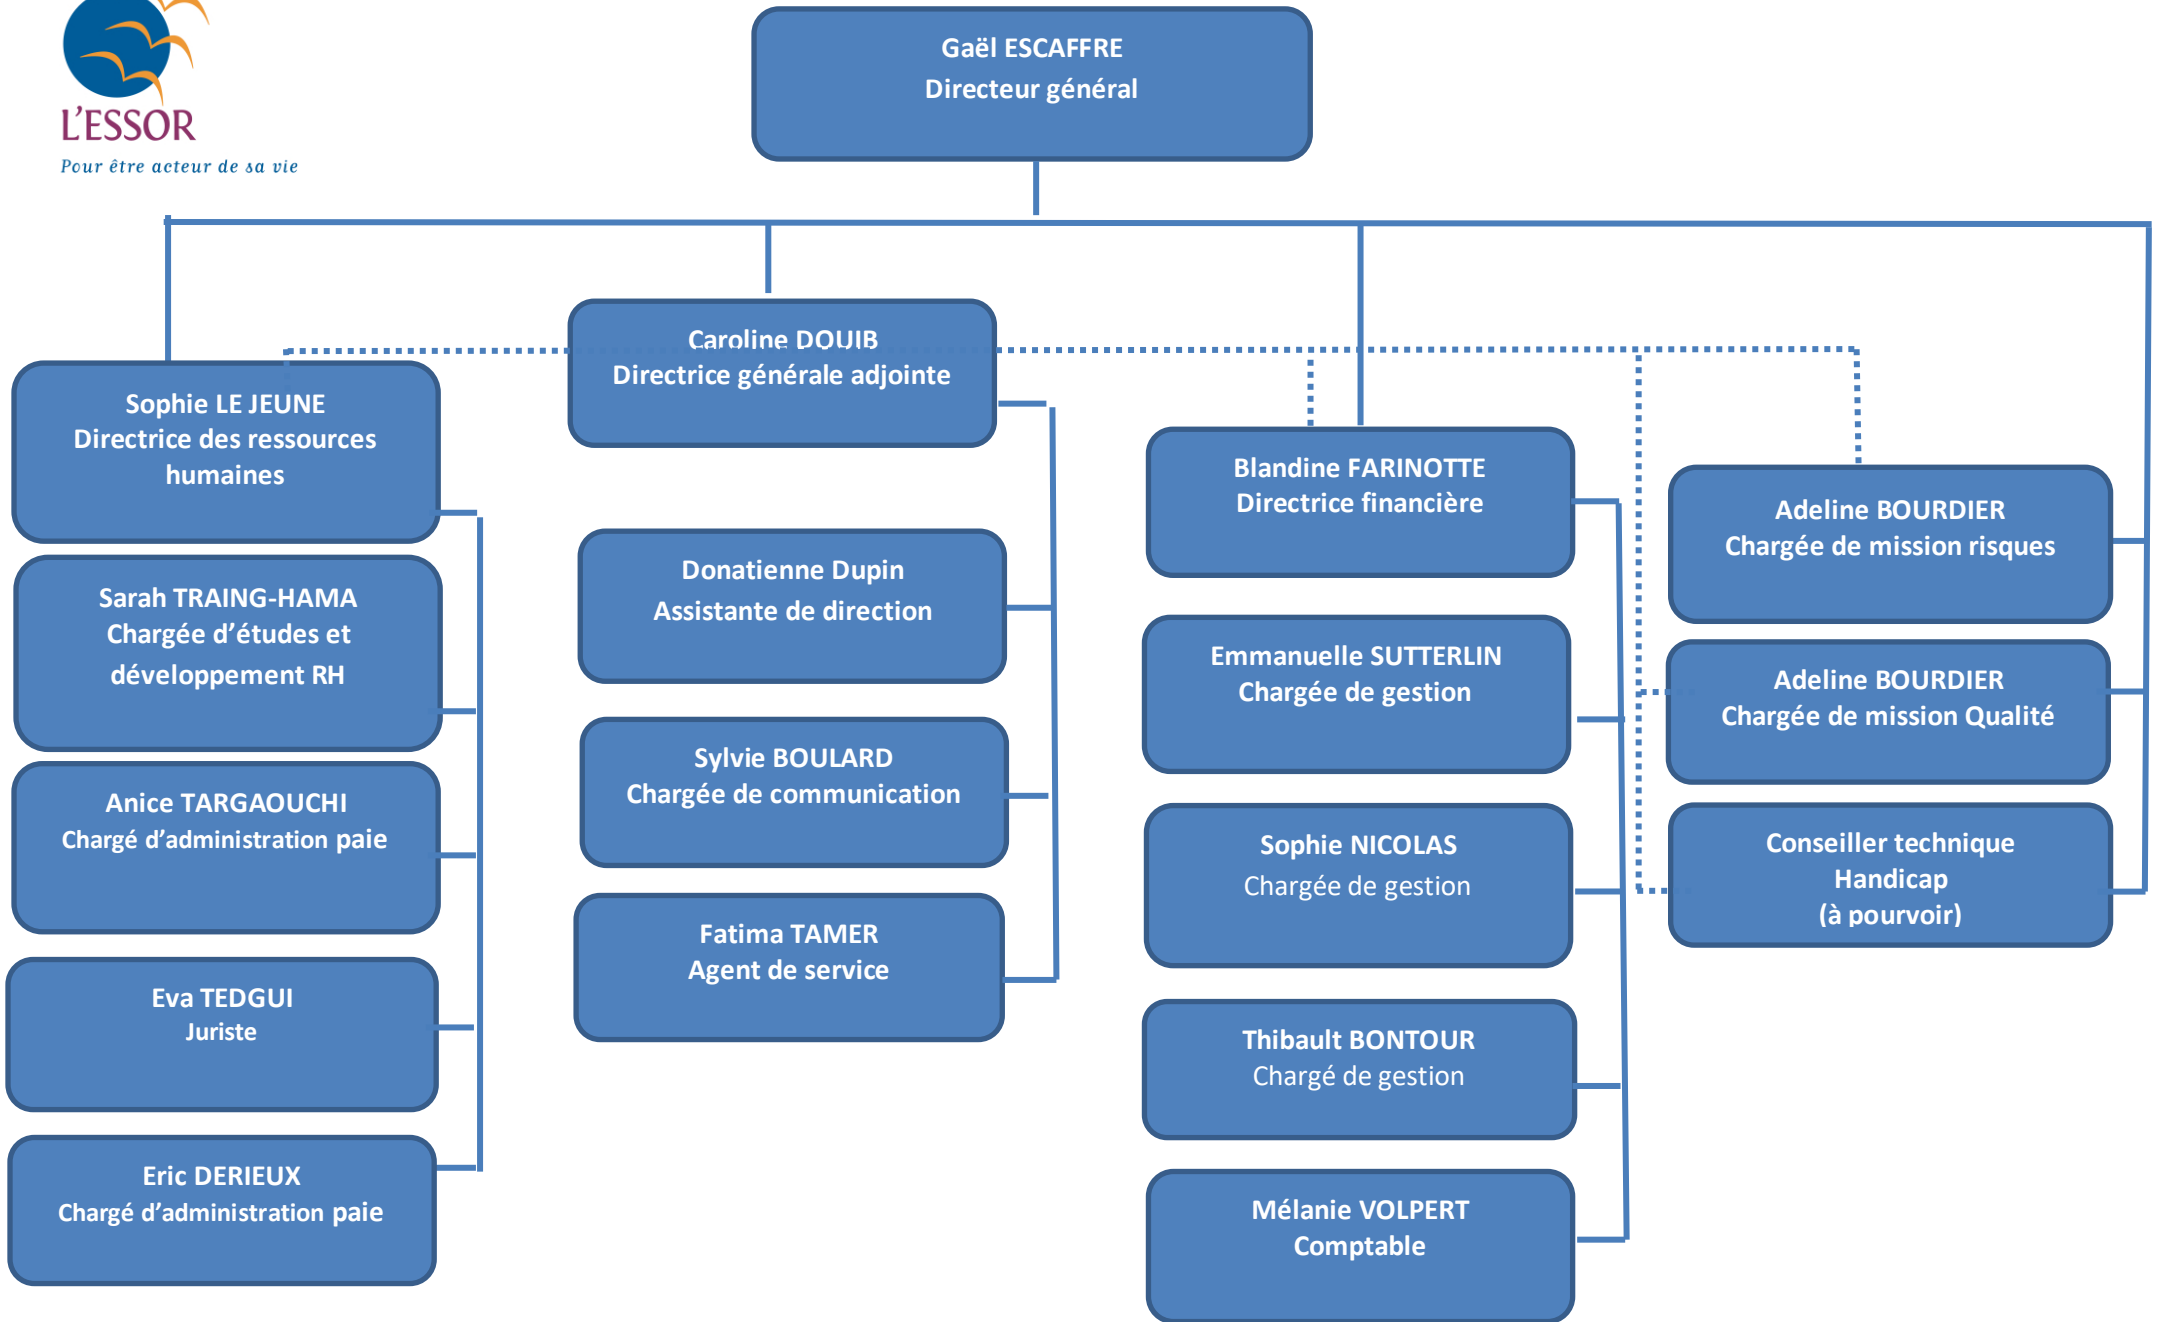 L'ESSOR
Pour être acteur de sa vie
Gaël ESCAFFRE
Directeur général
Sophie LE JEUNE
Directrice des ressources
humaines
Sarah TRAING-HAMA
Chargée d’études et
développement RH
Anice TARGAOUCHI
Chargé d’administration paie
Eva TEDGUI
Juriste
Eric DERIEUX
Chargé d’administration paie
Caroline DOUIB
Directrice générale adjointe
Donatienne Dupin
Assistante de direction
Sylvie BOULARD
Chargée de communication
Fatima TAMER
Agent de service
Blandine FARINOTTE
Directrice financière
Emmanuelle SUTTERLIN
Chargée de gestion
Sophie NICOLAS
Chargée de gestion
Thibault BONTOUR
Chargé de gestion
Mélanie VOLPERT
Comptable
Adeline BOURDIER
Chargée de mission risques
Adeline BOURDIER
Chargée de mission Qualité
Conseiller technique
Handicap
(à pourvoir)